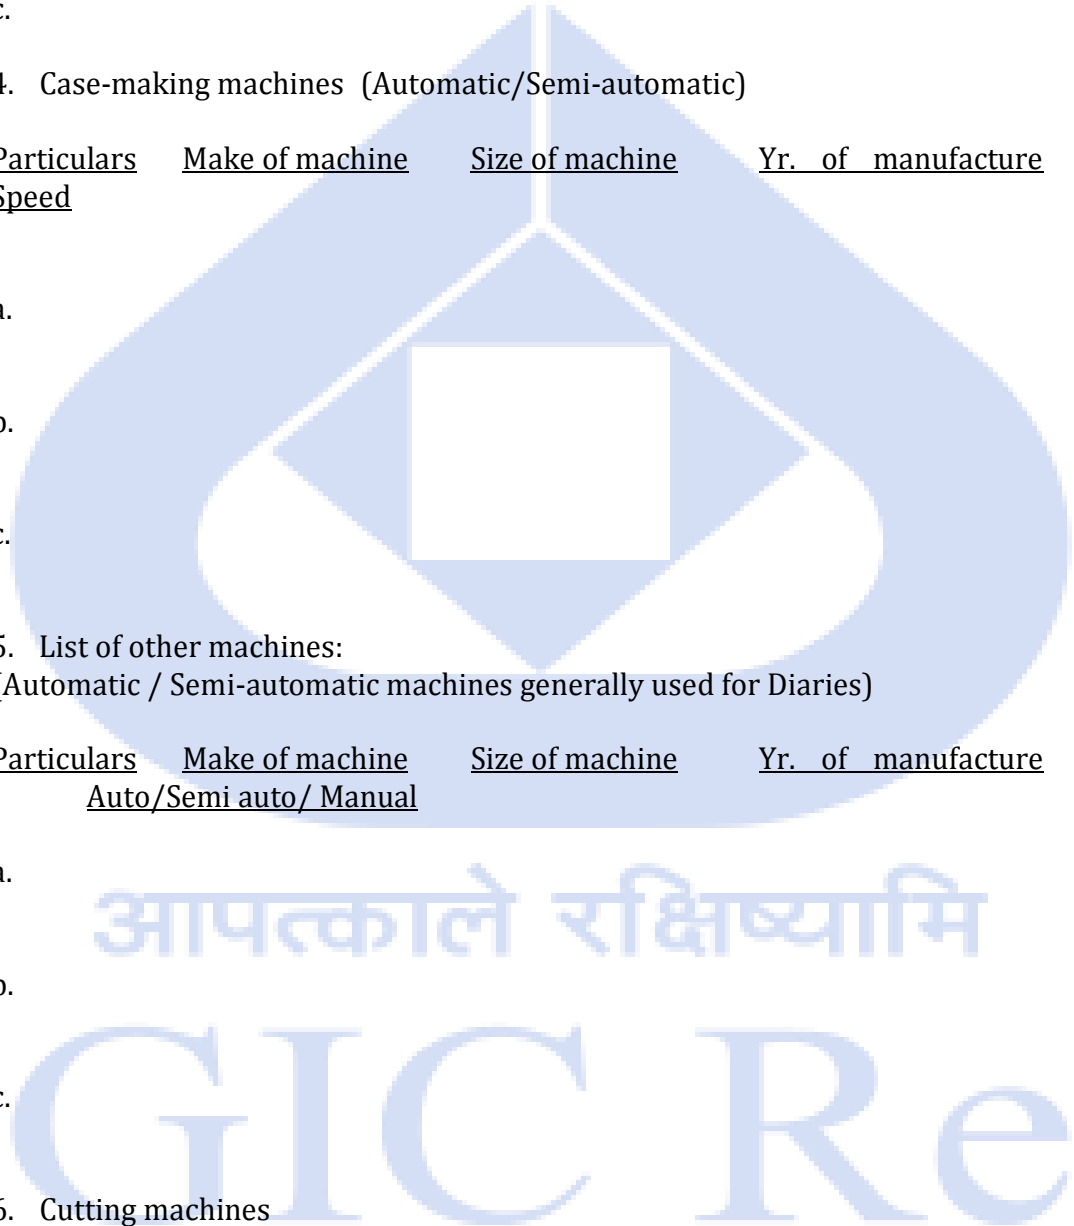 c.
4. Case-making machines (Automatic/Semi-automatic)
Particulars Make of machine Size of machine Yr. of manufacture
Speed
a.
b.
c.
5. List of other machines:
(Automatic / Semi-automatic machines generally used for Diaries)
Particulars Make of machine Size of machine Yr. of manufacture
Auto/Semi auto/ Manual
a.
आपत्काले रक्षिष्यामि
b.
GIC Re
c.
6. Cutting machines